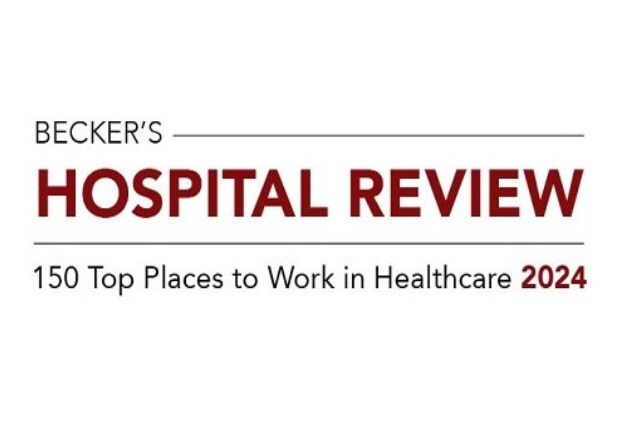 BECKER'S
HOSPITAL REVIEW
150 Top Places to Work in Healthcare 2024